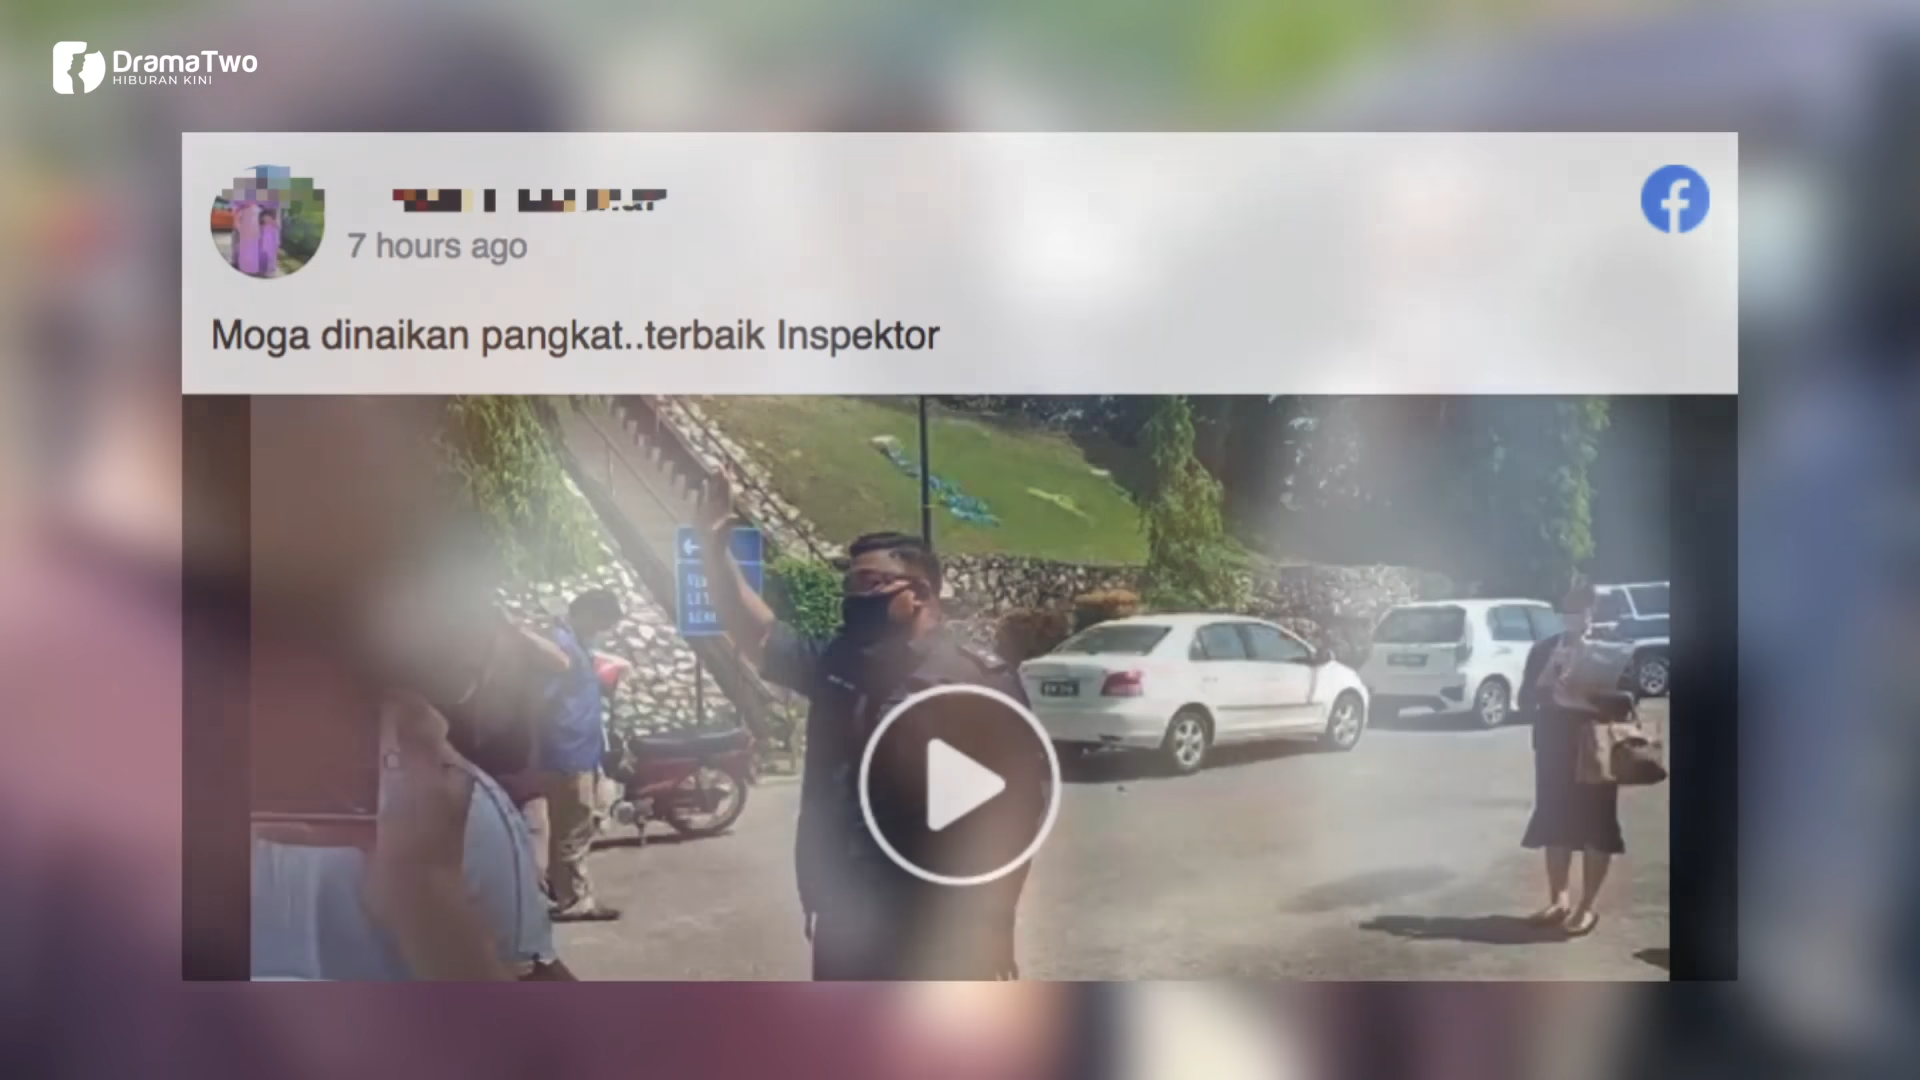 DramaTwo
HIBURAN KINI
7 hours ago
Moga dinaikan pangkat..terbaik Inspektor